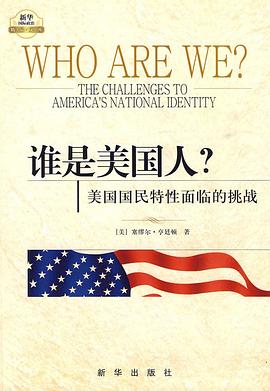 新华
WHO ARE WE?
THE CHALLENGES TO
AMERICA'S NATIONAL IDENTITY
谁是美国人?
美国国民特性面临的挑战
[美] 塞缪尔·亨廷顿 著
新华出版社